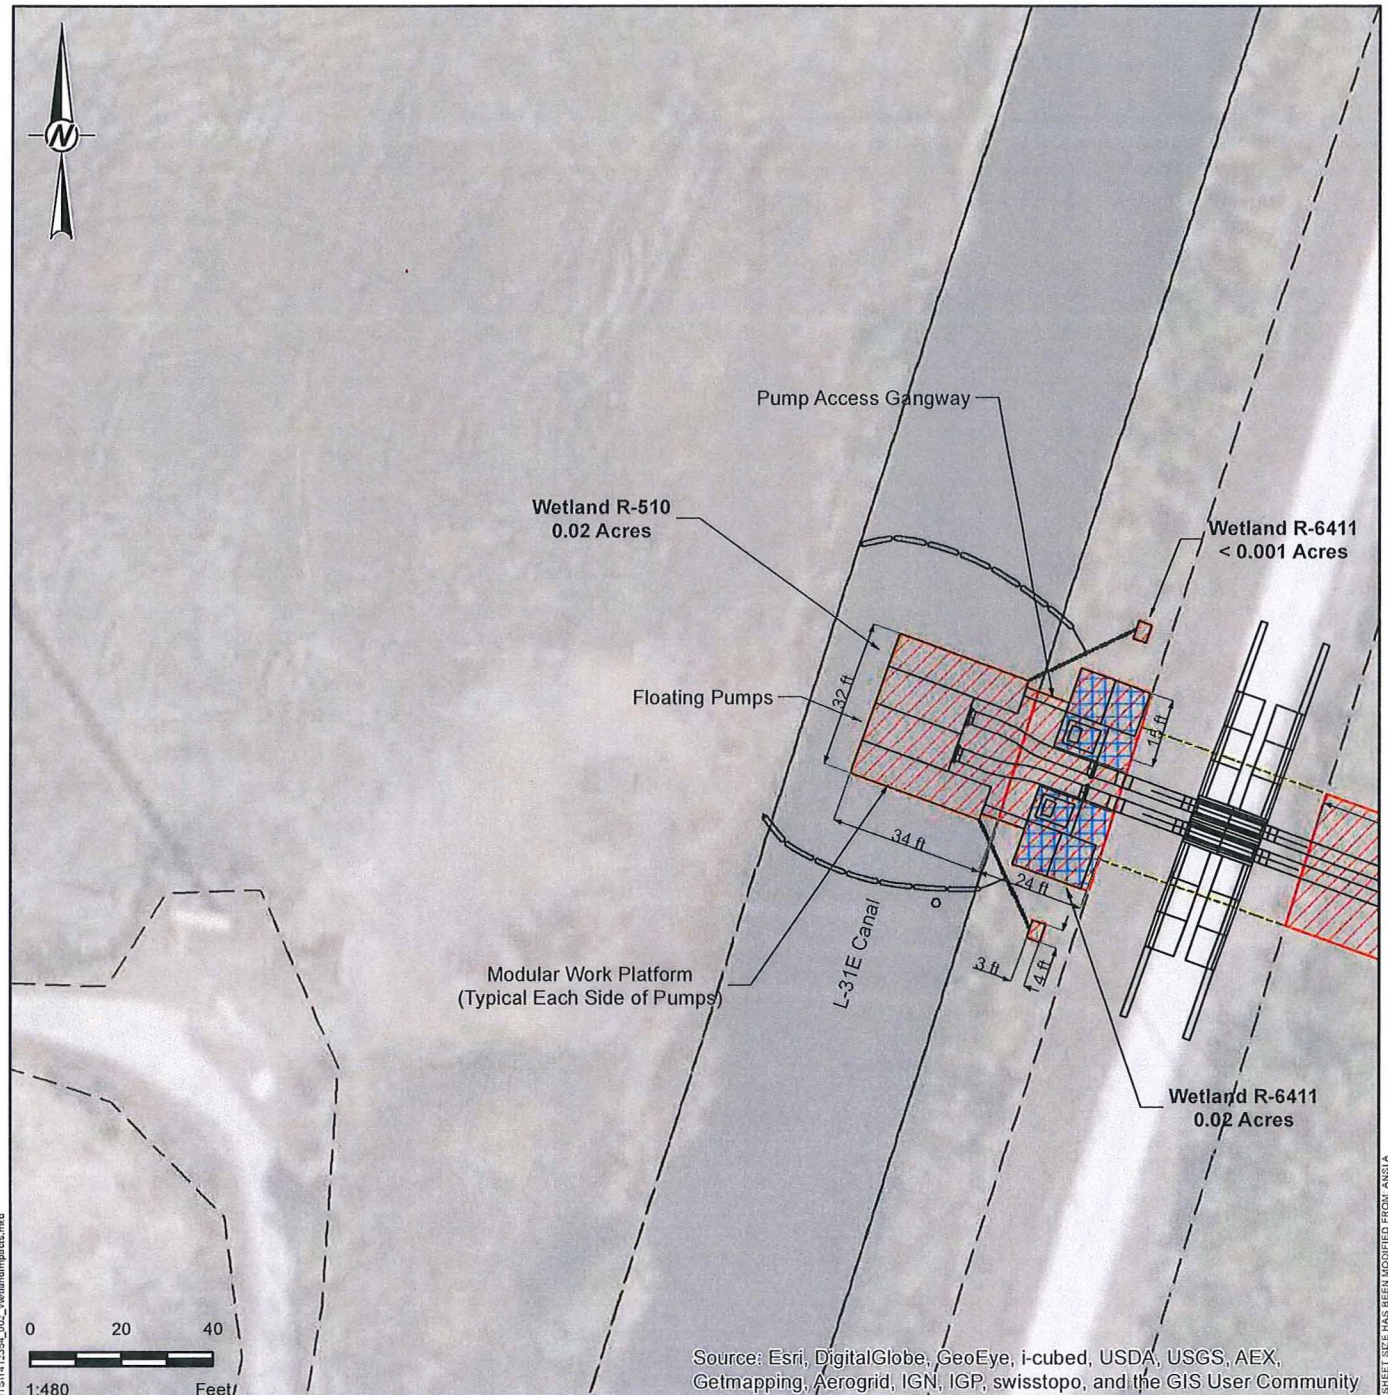 N
Pump Access Gangway
Wetland R-510
0.02 Acres
Wetland R-6411
< 0.001 Acres
Floating Pumps
32 ft
15 ft
34 ft
24 ft
3 ft
4 ft
L-31E Canal
Modular Work Platform
(Typical Each Side of Pumps)
Wetland R-6411
0.02 Acres
0 20 40
1:480 Feet
Source: Esri, DigitalGlobe, GeoEye, i-cubed, USDA, USGS, AEX,
Getmapping, Aerogrid, IGN, IGP, swisstopo, and the GIS User Community
SHEET SIZE HAS BEEN MODIFIED FROM: ANSI A